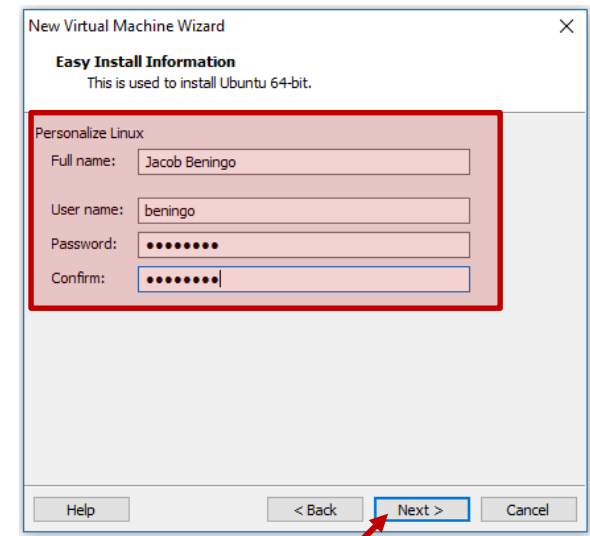 New Virtual Machine Wizard
Easy Install Information
This is used to install Ubuntu 64-bit.
Personalize Linux
Full name: Jacob Beningo
User name: beningo
Password: ●●●●●●●●
Confirm: ●●●●●●●●
Help < Back Next > Cancel